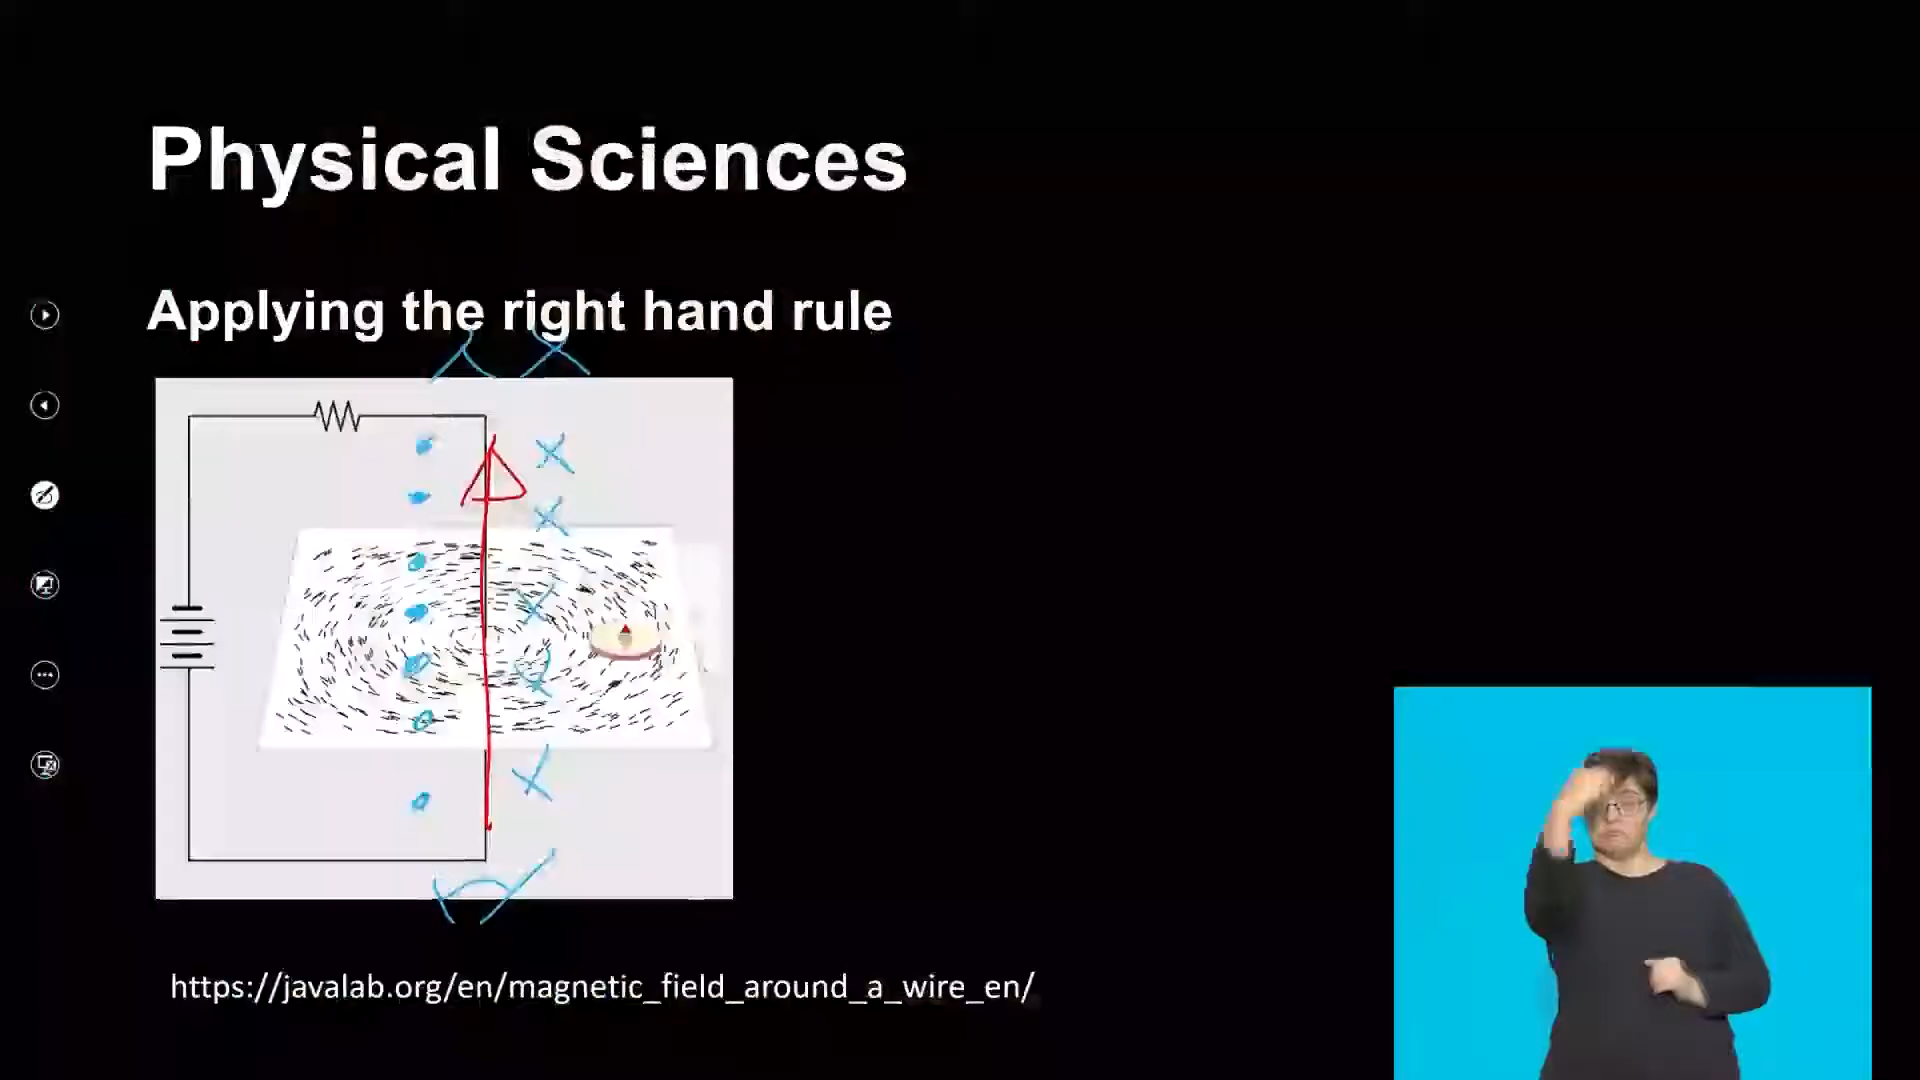 Physical Sciences
Applying the right hand rule
https://javalab.org/en/magnetic_field_around_a_wire_en/